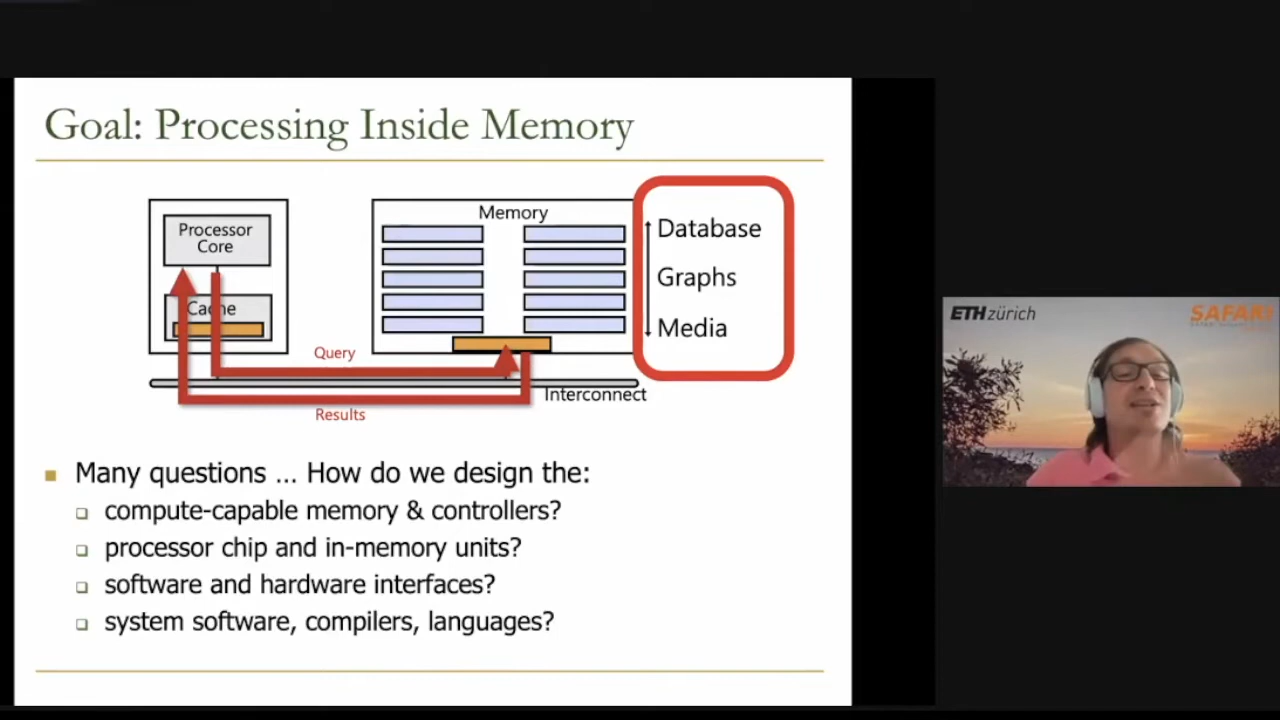 Goal: Processing Inside Memory
Processor
Core
Cache
Memory
Database
Graphs
Media
Query
Interconnect
Results
Many questions … How do we design the:
compute-capable memory & controllers?
processor chip and in-memory units?
software and hardware interfaces?
system software, compilers, languages?
ETH zürich
SAFARI